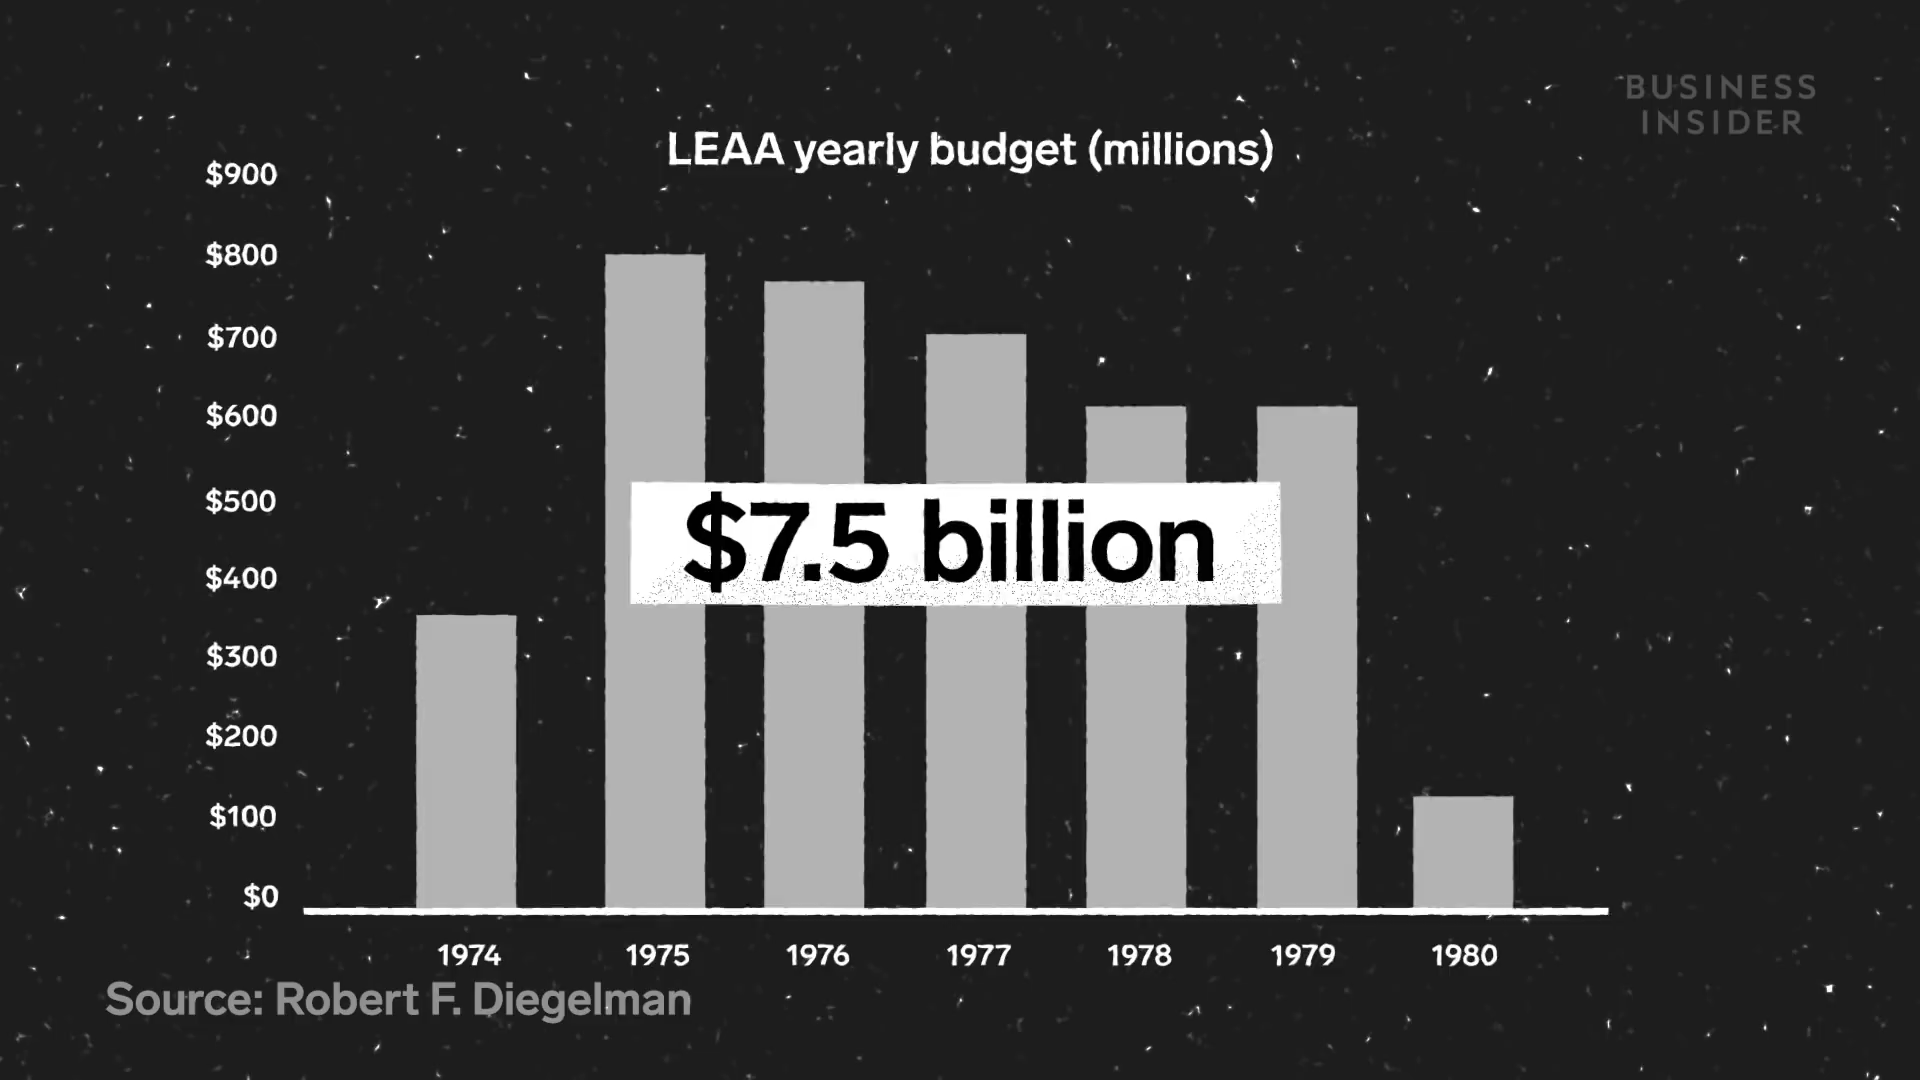 BUSINESS
INSIDER
LEAA yearly budget (millions)
$900
$800
$700
$600
$500
$400
$300
$200
$100
$0
$7.5 billion
1974 1975 1976 1977 1978 1979 1980
Source: Robert F. Diegelman